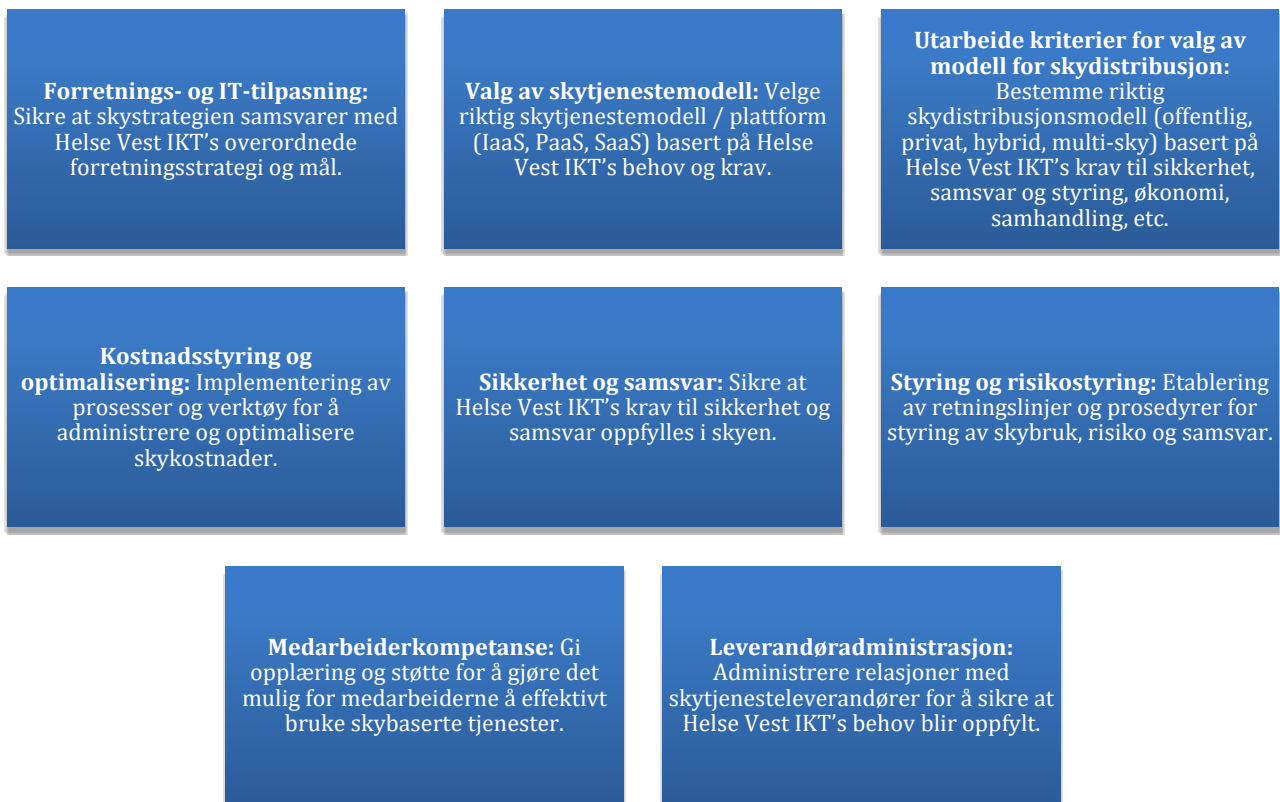 Forretnings- og IT-tilpasning:
Sikre at skystrategien samsvarer med
Helse Vest IKT’s overordnede
forretningsstrategi og mål.
Valg av skytjenestemodell: Velge
riktig skytjenestemodell / plattform
(IaaS, PaaS, SaaS) basert på Helse
Vest IKT’s behov og krav.
Utarbeide kriterier for valg av
modell for skydistribusjon:
Bestemme riktig
skydistribusjonsmodell (offentlig,
privat, hybrid, multi-sky) basert på
Helse Vest IKT’s krav til sikkerhet,
samsvar og styring, økonomi,
samhandling, etc.
Kostnadsstyring og
optimalisering: Implementering av
prosesser og verktøy for å
administrere og optimalisere
skykostnader.
Sikkerhet og samsvar: Sikre at
Helse Vest IKT’s krav til sikkerhet og
samsvar oppfylles i skyen.
Styring og risikostyring: Etablering
av retningslinjer og prosedyrer for
styring av skybruk, risiko og samsvar.
Medarbeiderkompetanse: Gi
opplæring og støtte for å gjøre det
mulig for medarbeiderne å effektivt
bruke skybaserte tjenester.
Leverandøradministrasjon:
Administrere relasjoner med
skytjenesteleverandører for å sikre at
Helse Vest IKT’s behov blir oppfylt.